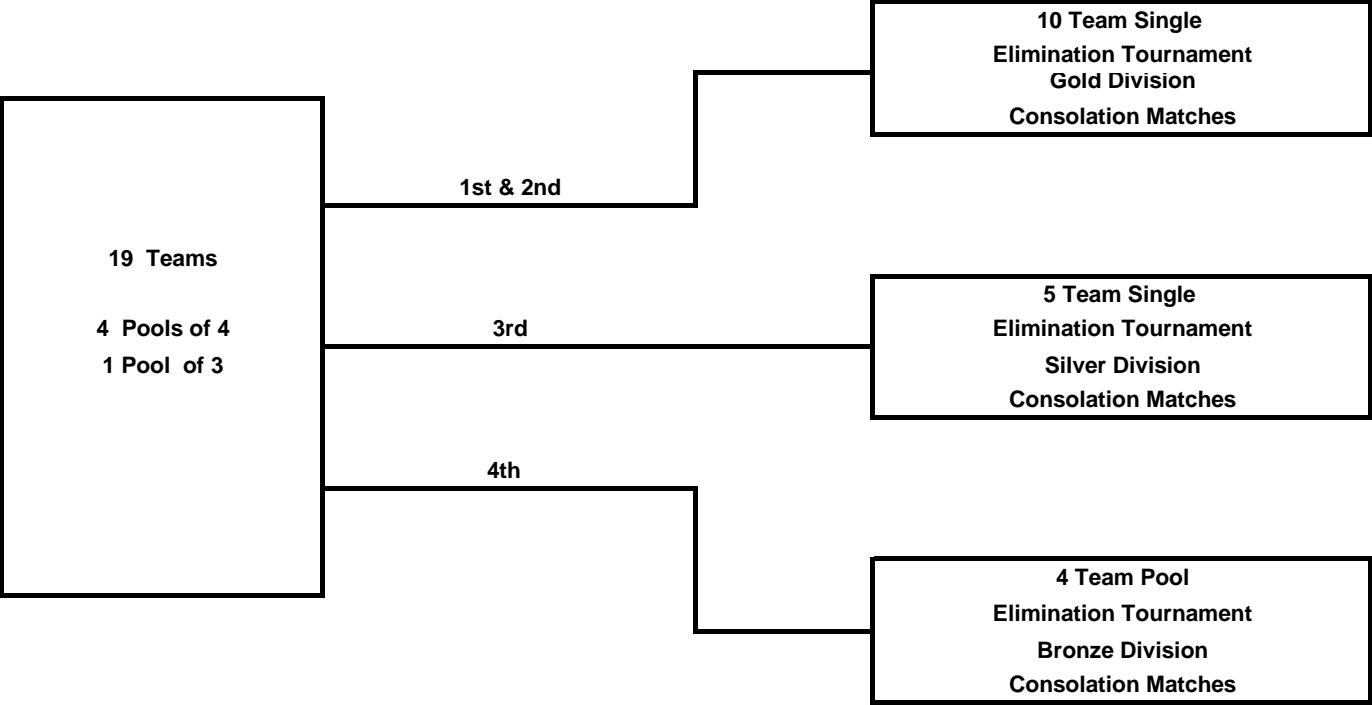 19 Teams
4 Pools of 4
1 Pool of 3
1st & 2nd
3rd
4th
10 Team Single
Elimination Tournament
Gold Division
Consolation Matches
5 Team Single
Elimination Tournament
Silver Division
Consolation Matches
4 Team Pool
Elimination Tournament
Bronze Division
Consolation Matches